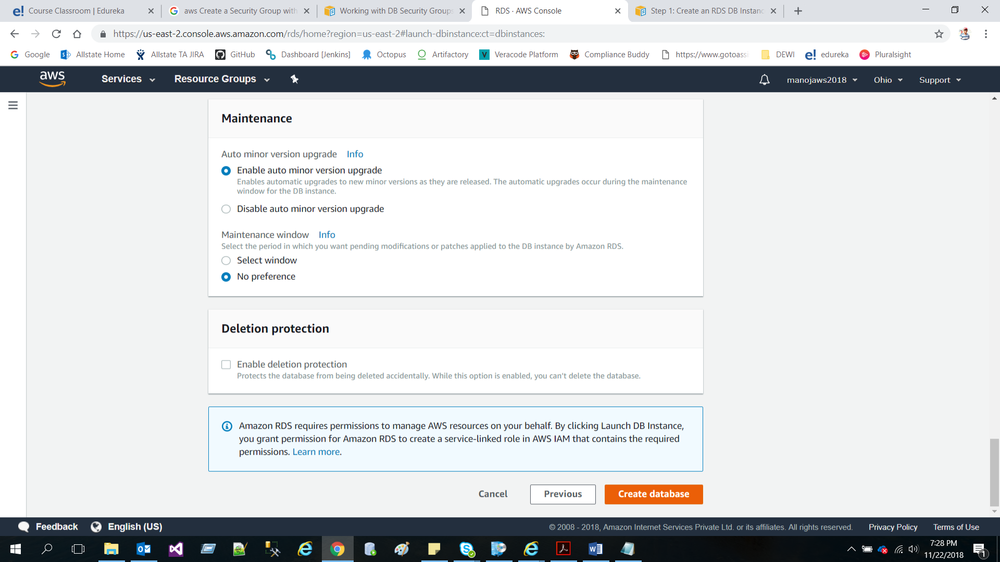 Course Classroom | Edureka
aws Create a Security Group with
Working with DB Security Groups
RDS · AWS Console
Step 1: Create an RDS DB Instanc
https://us-east-2.console.aws.amazon.com/rds/home?region=us-east-2#launch-dbinstance:ct=dbinstances:
Google
Allstate Home
Allstate TA JIRA
GitHub
Dashboard [Jenkins]
Octopus
Artifactory
Veracode Platform
Compliance Buddy
https://www.gotoassi
DEWI
edureka
Pluralsight
aws
Services
Resource Groups
manojaws2018
Ohio
Support
Maintenance
Auto minor version upgrade Info
Enable auto minor version upgrade
Enables automatic upgrades to new minor versions as they are released. The automatic upgrades occur during the maintenance
window for the DB instance.
Disable auto minor version upgrade
Maintenance window Info
Select the period in which you want pending modifications or patches applied to the DB instance by Amazon RDS.
Select window
No preference
Deletion protection
Enable deletion protection
Protects the database from being deleted accidentally. While this option is enabled, you can't delete the database.
Amazon RDS requires permissions to manage AWS resources on your behalf. By clicking Launch DB Instance,
you grant permission for Amazon RDS to create a service-linked role in AWS IAM that contains the required
permissions. Learn more.
Cancel
Previous
Create database
Feedback
English (US)
© 2008 - 2018, Amazon Internet Services Private Ltd. or its affiliates. All rights reserved.
Privacy Policy
Terms of Use
7:28 PM
11/22/2018
1